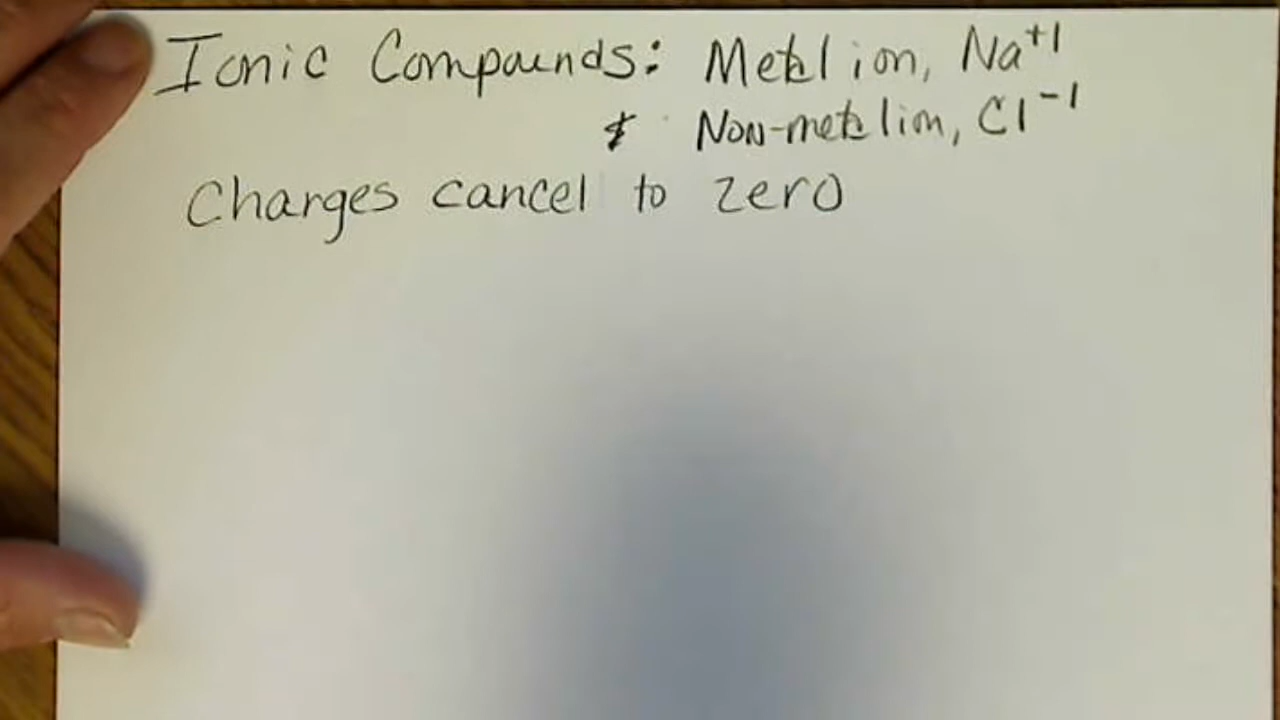 Ionic Compounds: Metal ion, Na⁺¹
& Non-metal ion, Cl⁻¹
Charges cancel to zero